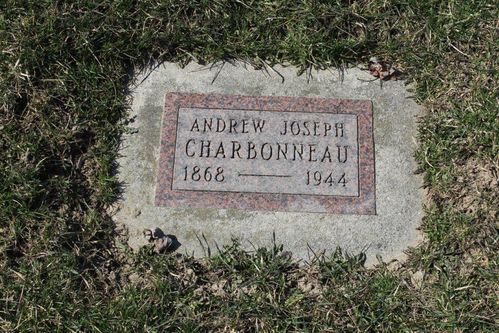 ANDREW JOSEPH
CHARBONNEAU
1868 — 1944